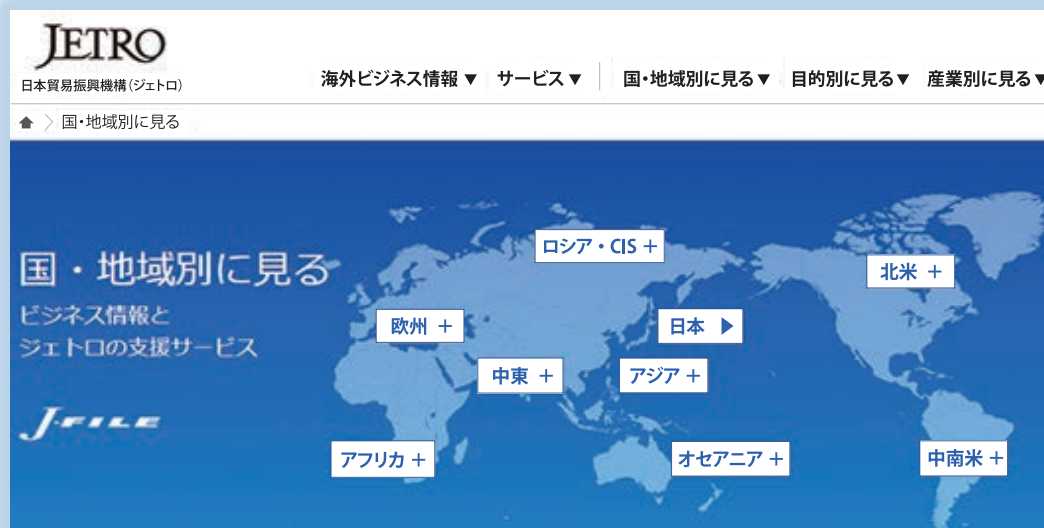 JETRO
日本貿易振興機構(ジェトロ)
海外ビジネス情報▼ サービス▼ 国・地域別に見る▼ 目的別に見る▼ 産業別に見る▼
国・地域別に見る
国・地域別に見る
ビジネス情報と
ジェトロの支援サービス
J-FILE
ロシア・CIS +
北米 +
欧州 +
日本 ▶
中東 +
アジア +
アフリカ +
オセアニア +
中南米 +